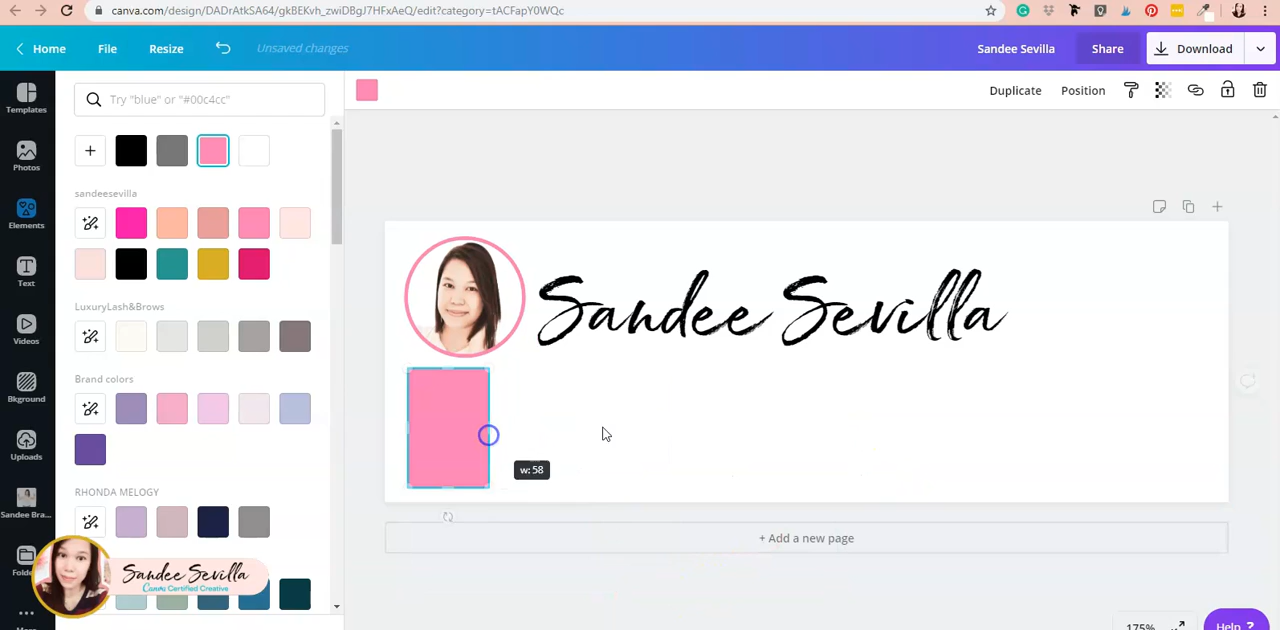 canva.com/design/DADrAtkSA64/gkBEKvh_zwiDBgJ7HFxAeQ/edit?category=tACFapY0WQc
Home File Resize Unsaved changes Sandee Sevilla Share Download
Try "blue" or "#00c4cc"
Duplicate Position
Templates
Photos
Elements
Text
Videos
Bkground
Uploads
Sandee Bra...
sandeesevilla
LuxuryLash&Brows
Brand colors
RHONDA MELOGY
Sandee Sevilla
w: 58
+ Add a new page
Sandee Sevilla
Canva Certified Creative
175%
Help ?